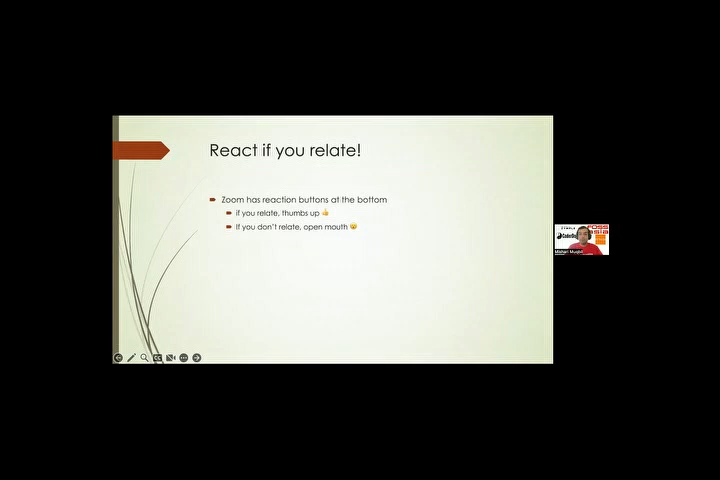 React if you relate!
Zoom has reaction buttons at the bottom
if you relate, thumbs up 👍
If you don't relate, open mouth 😮
FOSS